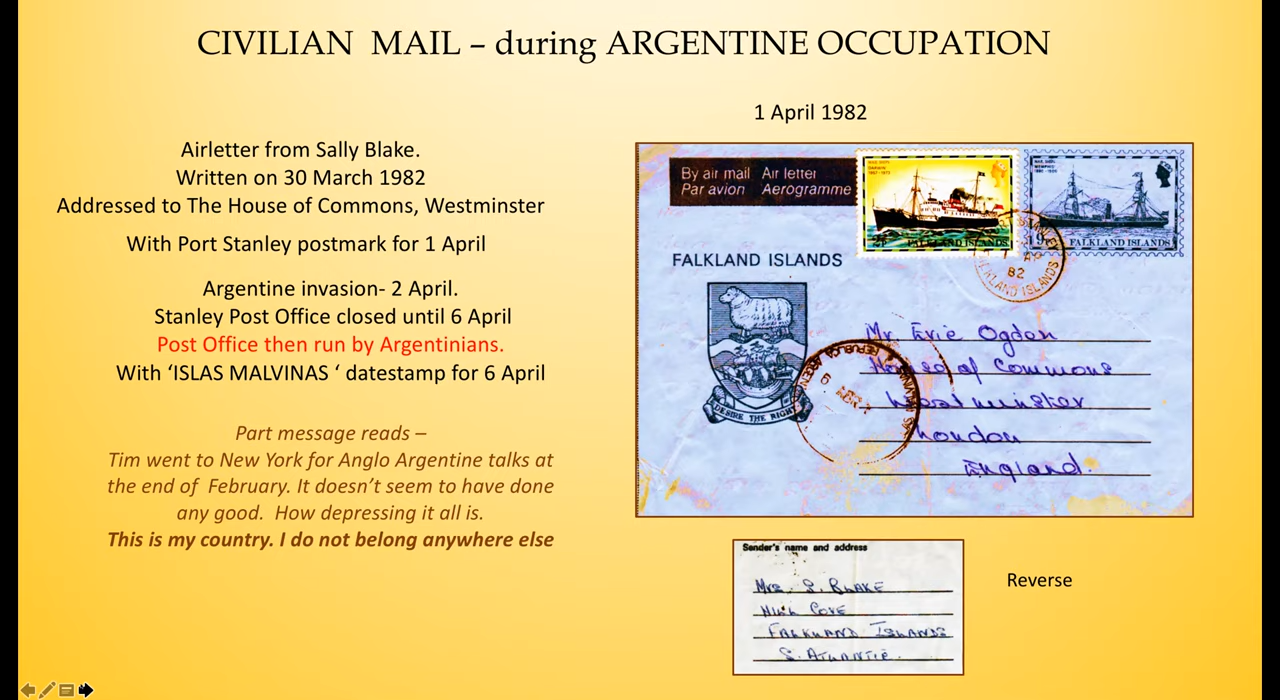 CIVILIAN MAIL – during ARGENTINE OCCUPATION
1 April 1982
Airletter from Sally Blake.
Written on 30 March 1982
Addressed to The House of Commons, Westminster
With Port Stanley postmark for 1 April
Argentine invasion- 2 April.
Stanley Post Office closed until 6 April
Post Office then run by Argentinians.
With ‘ISLAS MALVINAS ‘ datestamp for 6 April
Part message reads –
Tim went to New York for Anglo Argentine talks at
the end of February. It doesn’t seem to have done
any good. How depressing it all is.
This is my country. I do not belong anywhere else
By air mail Air letter
Par avion Aerogramme
FALKLAND ISLANDS
FALKLAND ISLANDS
82
FALKLAND ISLANDS
FALKLAND ISLANDS
DESIRE THE RIGHT
REPUBLICA
Mr Eric Ogden
House of Commons
Westminster
London
England.
Sender's name and address
Mrs. S. BLAKE
HILL COVE
FALKLAND ISLANDS
S. ATLANTIC.
Reverse